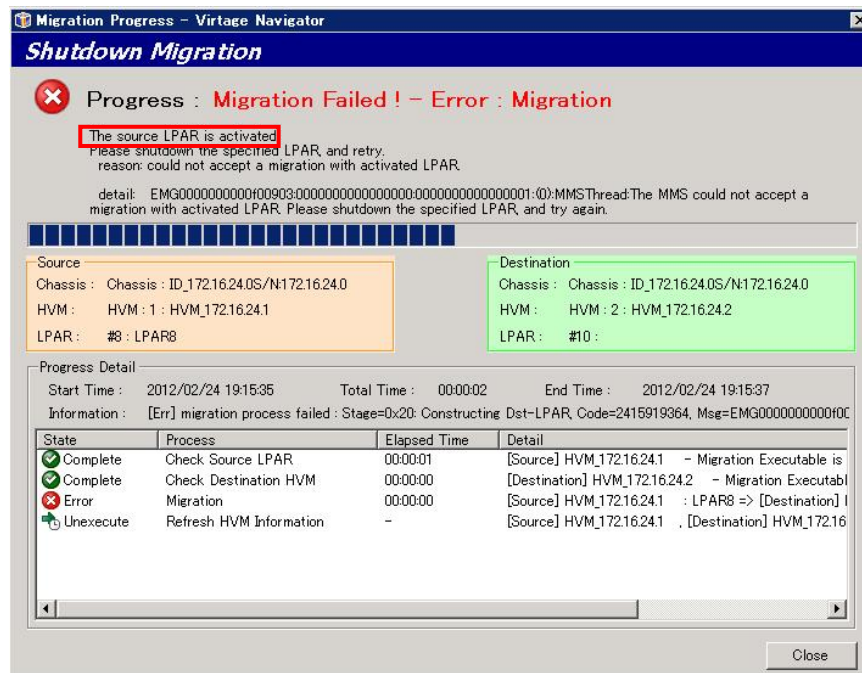 Migration Progress - Virtage Navigator
Shutdown Migration
Progress : Migration Failed ! - Error : Migration
The source LPAR is activated
Please shutdown the specified LPAR, and retry.
reason: could not accept a migration with activated LPAR
detail: EMG0000000000f00903:0000000000000000:0000000000000001:(0):MMSThread:The MMS could not accept a
migration with activated LPAR. Please shutdown the specified LPAR, and try again.
Source
Chassis : Chassis : ID_172.16.24.0S/N:172.16.24.0
HVM : HVM : 1 : HVM_172.16.24.1
LPAR : #8 : LPAR8
Destination
Chassis : Chassis : ID_172.16.24.0S/N:172.16.24.0
HVM : HVM : 2 : HVM_172.16.24.2
LPAR : #10 :
Progress Detail
Start Time : 2012/02/24 19:15:35 Total Time : 00:00:02 End Time : 2012/02/24 19:15:37
Information : [Err] migration process failed : Stage=0x20: Constructing Dst-LPAR, Code=2415919364, Msg=EMG0000000000f00
State Process Elapsed Time Detail
Complete Check Source LPAR 00:00:01 [Source] HVM_172.16.24.1 - Migration Executable is
Complete Check Destination HVM 00:00:00 [Destination] HVM_172.16.24.2 - Migration Executabl
Error Migration 00:00:00 [Source] HVM_172.16.24.1 : LPAR8 => [Destination]
Unexecute Refresh HVM Information - [Source] HVM_172.16.24.1 , [Destination] HVM_172.16
Close